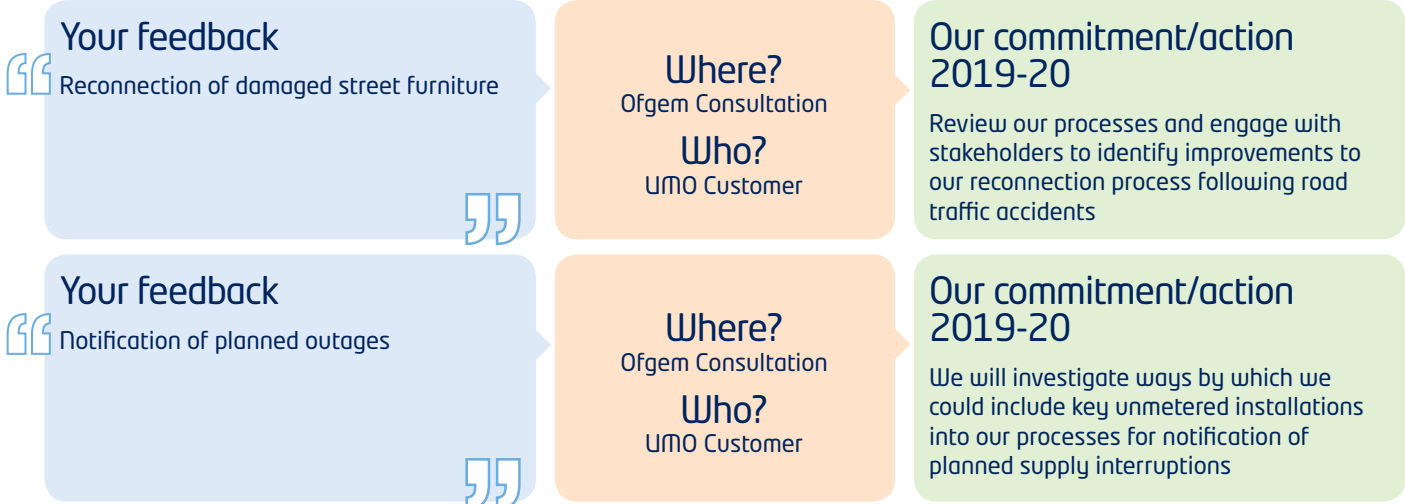 Your feedback
Reconnection of damaged street furniture
Where?
Ofgem Consultation
Who?
UMO Customer
Our commitment/action
2019-20
Review our processes and engage with
stakeholders to identify improvements to
our reconnection process following road
traffic accidents
Your feedback
Notification of planned outages
Where?
Ofgem Consultation
Who?
UMO Customer
Our commitment/action
2019-20
We will investigate ways by which we
could include key unmetered installations
into our processes for notification of
planned supply interruptions